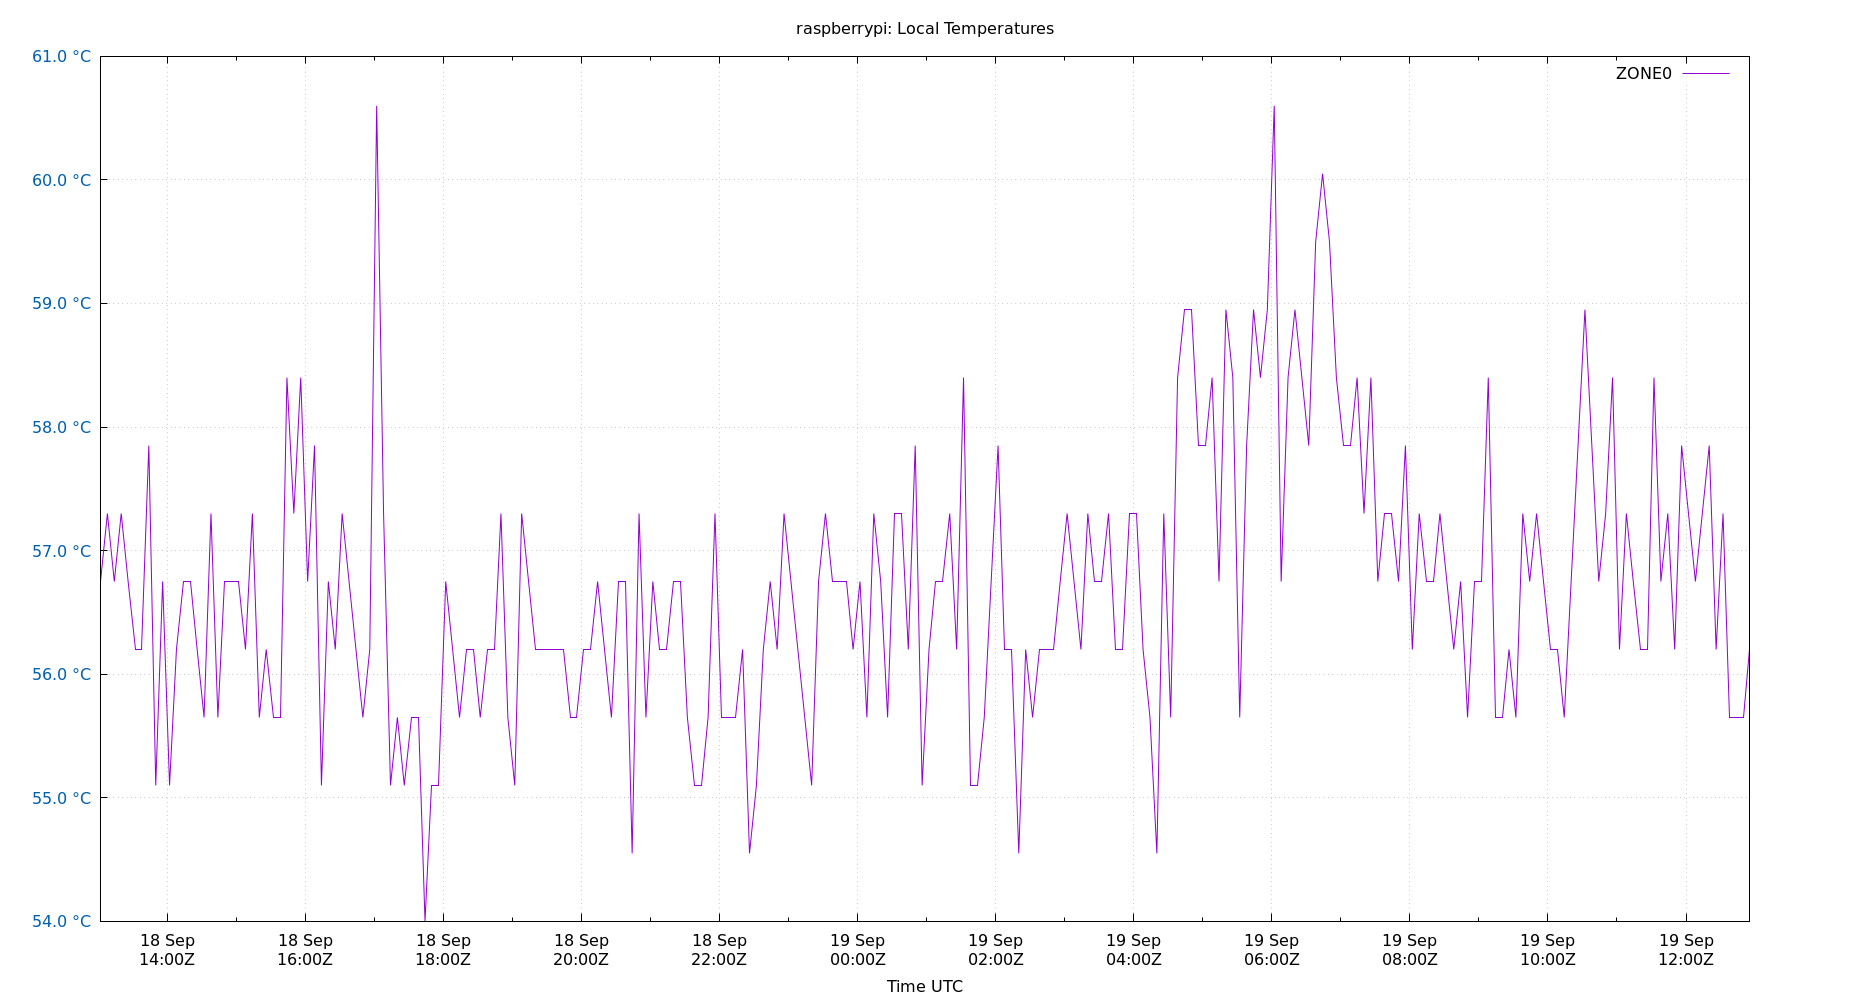 raspberrypi: Local Temperatures
61.0 °C
ZONE0
60.0 °C
59.0 °C
58.0 °C
57.0 °C
56.0 °C
55.0 °C
54.0 °C
18 Sep 18 Sep 18 Sep 18 Sep 18 Sep 19 Sep 19 Sep 19 Sep 19 Sep 19 Sep 19 Sep 19 Sep
14:00Z 16:00Z 18:00Z 20:00Z 22:00Z 00:00Z 02:00Z 04:00Z 06:00Z 08:00Z 10:00Z 12:00Z
Time UTC